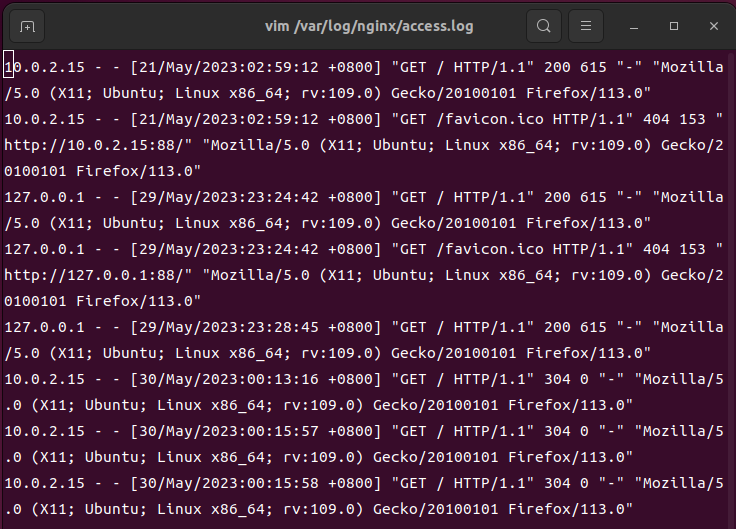 vim /var/log/nginx/access.log
10.0.2.15 - - [21/May/2023:02:59:12 +0800] "GET / HTTP/1.1" 200 615 "-" "Mozilla
/5.0 (X11; Ubuntu; Linux x86_64; rv:109.0) Gecko/20100101 Firefox/113.0"
10.0.2.15 - - [21/May/2023:02:59:12 +0800] "GET /favicon.ico HTTP/1.1" 404 153 "
http://10.0.2.15:88/" "Mozilla/5.0 (X11; Ubuntu; Linux x86_64; rv:109.0) Gecko/2
0100101 Firefox/113.0"
127.0.0.1 - - [29/May/2023:23:24:42 +0800] "GET / HTTP/1.1" 200 615 "-" "Mozilla
/5.0 (X11; Ubuntu; Linux x86_64; rv:109.0) Gecko/20100101 Firefox/113.0"
127.0.0.1 - - [29/May/2023:23:24:42 +0800] "GET /favicon.ico HTTP/1.1" 404 153 "
http://127.0.0.1:88/" "Mozilla/5.0 (X11; Ubuntu; Linux x86_64; rv:109.0) Gecko/2
0100101 Firefox/113.0"
127.0.0.1 - - [29/May/2023:23:28:45 +0800] "GET / HTTP/1.1" 200 615 "-" "Mozilla
/5.0 (X11; Ubuntu; Linux x86_64; rv:109.0) Gecko/20100101 Firefox/113.0"
10.0.2.15 - - [30/May/2023:00:13:16 +0800] "GET / HTTP/1.1" 304 0 "-" "Mozilla/5
.0 (X11; Ubuntu; Linux x86_64; rv:109.0) Gecko/20100101 Firefox/113.0"
10.0.2.15 - - [30/May/2023:00:15:57 +0800] "GET / HTTP/1.1" 304 0 "-" "Mozilla/5
.0 (X11; Ubuntu; Linux x86_64; rv:109.0) Gecko/20100101 Firefox/113.0"
10.0.2.15 - - [30/May/2023:00:15:58 +0800] "GET / HTTP/1.1" 304 0 "-" "Mozilla/5
.0 (X11; Ubuntu; Linux x86_64; rv:109.0) Gecko/20100101 Firefox/113.0"